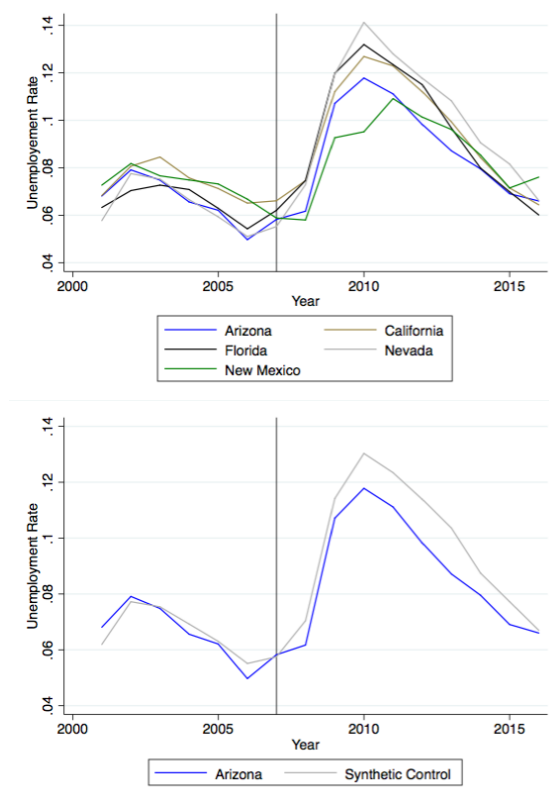 .14
.12
.1
.08
.06
.04
Unemployement Rate
2000 2005 2010 2015
Year
Arizona California
Florida Nevada
New Mexico
.14
.12
.1
.08
.06
.04
Unemployment Rate
2000 2005 2010 2015
Year
Arizona Synthetic Control